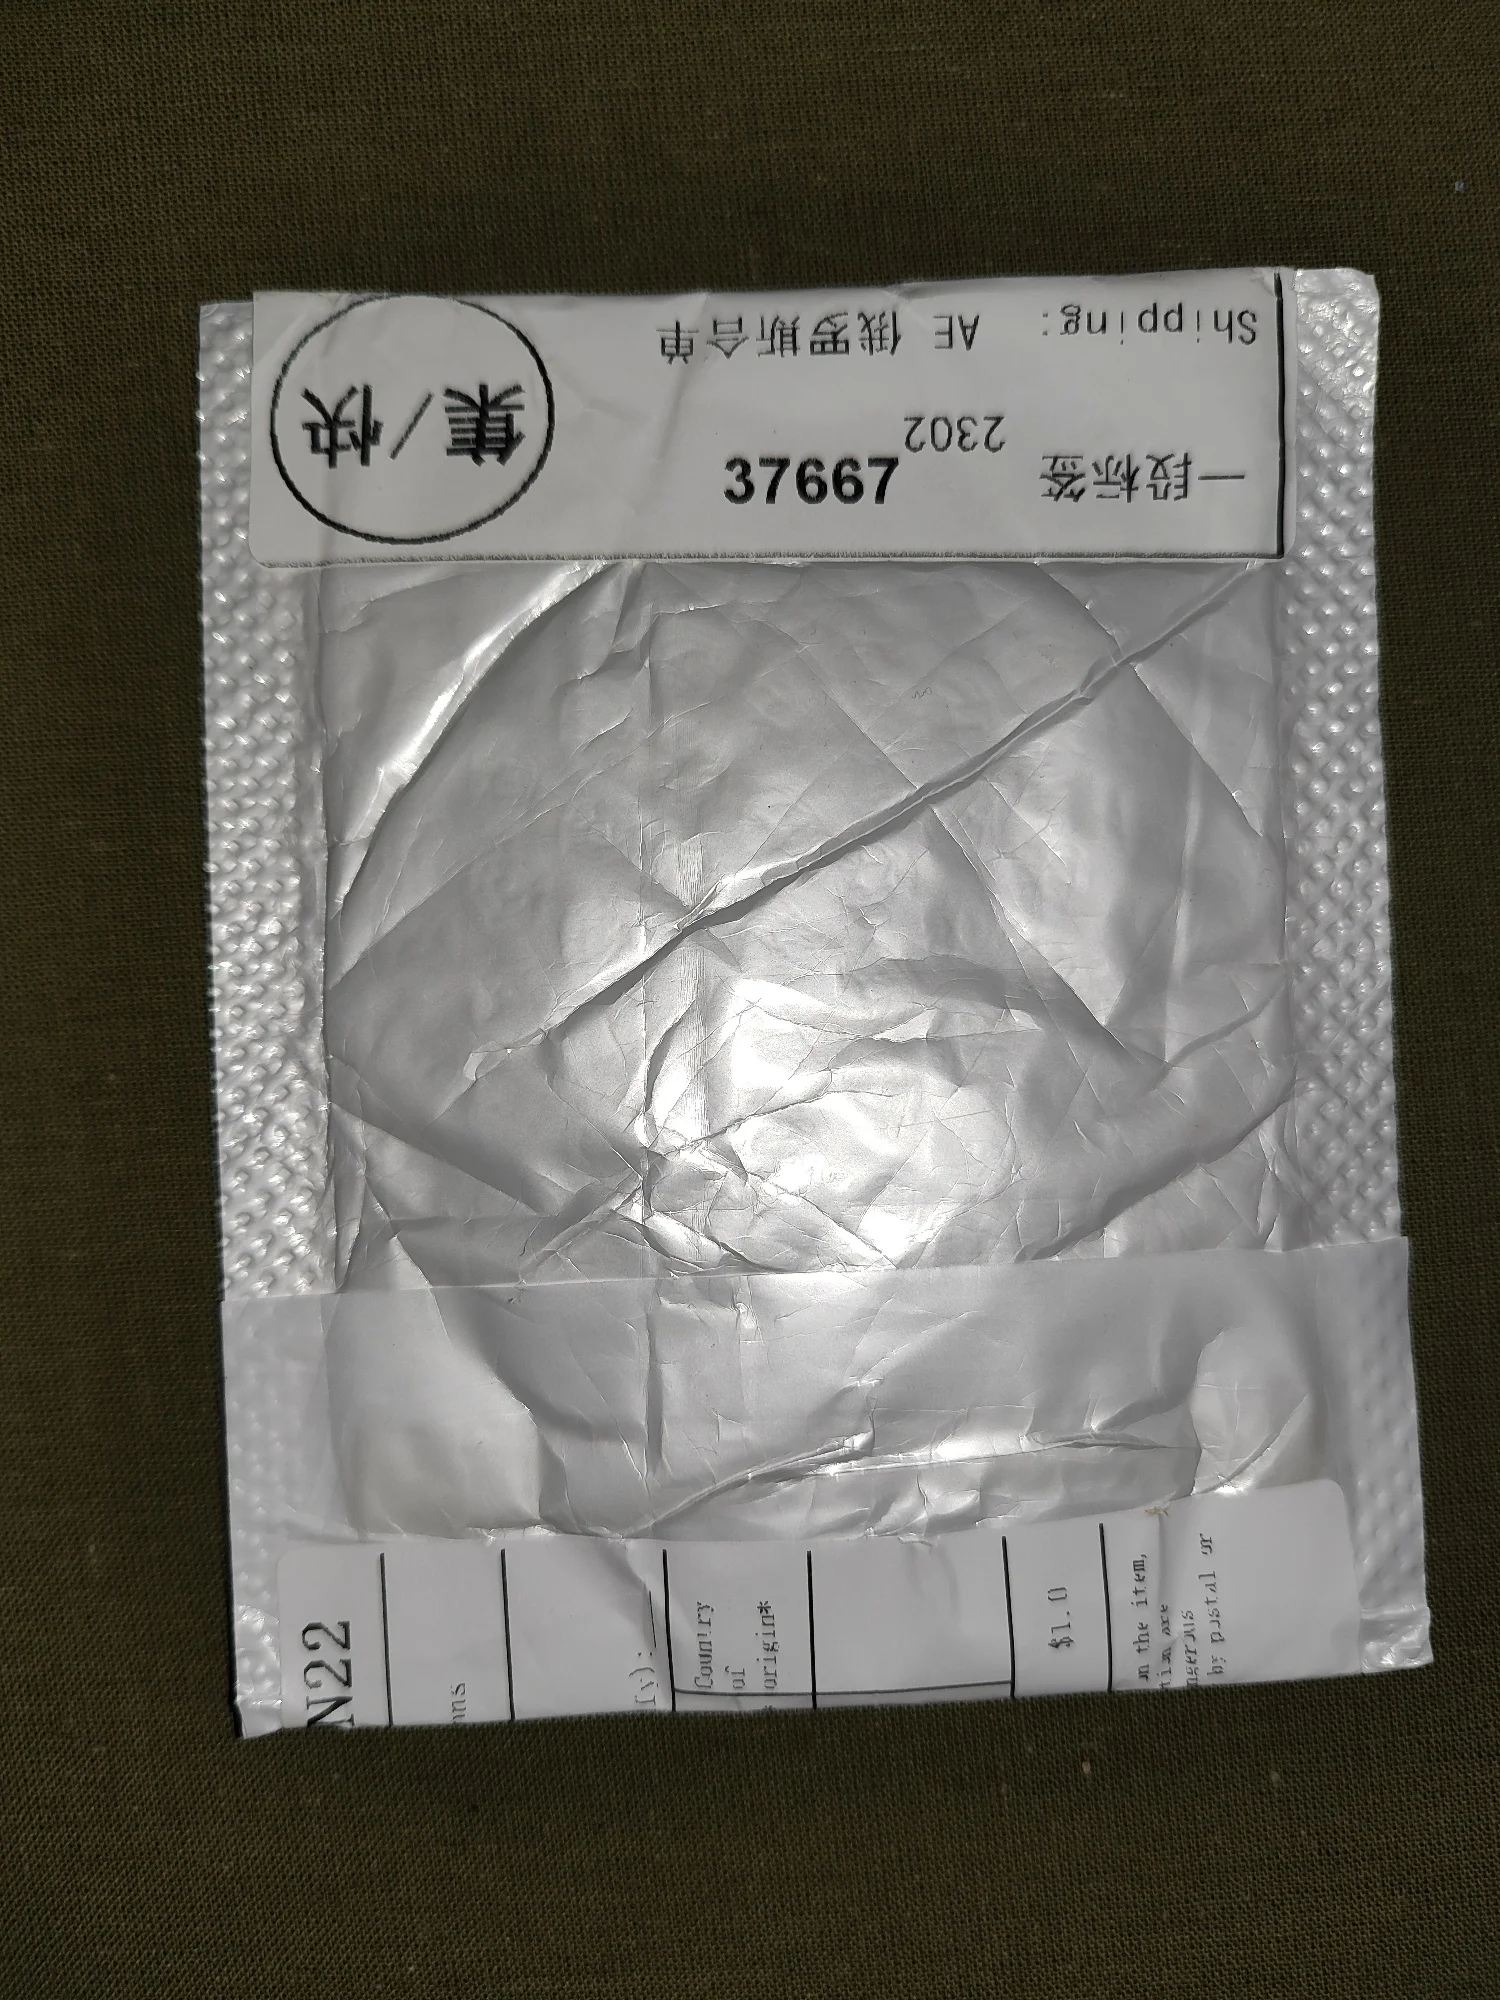 一段标签
37667
2302
集/快
Shipping: AE 俄罗斯合单
N22
Country
of
origin*
$1.0
the item,
by postal or